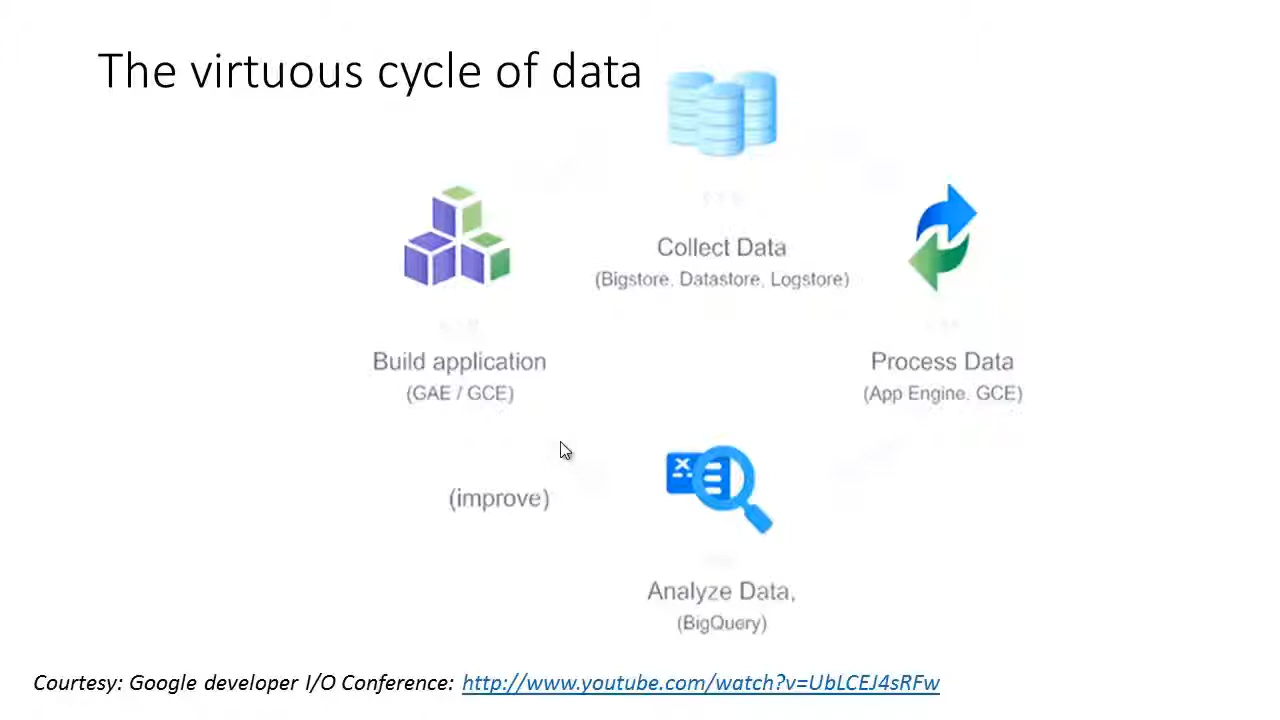 The virtuous cycle of data
Collect Data
(Bigstore, Datastore, Logstore)
Build application
(GAE / GCE)
Process Data
(App Engine, GCE)
(improve)
Analyze Data,
(BigQuery)
Courtesy: Google developer I/O Conference: http://www.youtube.com/watch?v=UbLCEJ4sRFw